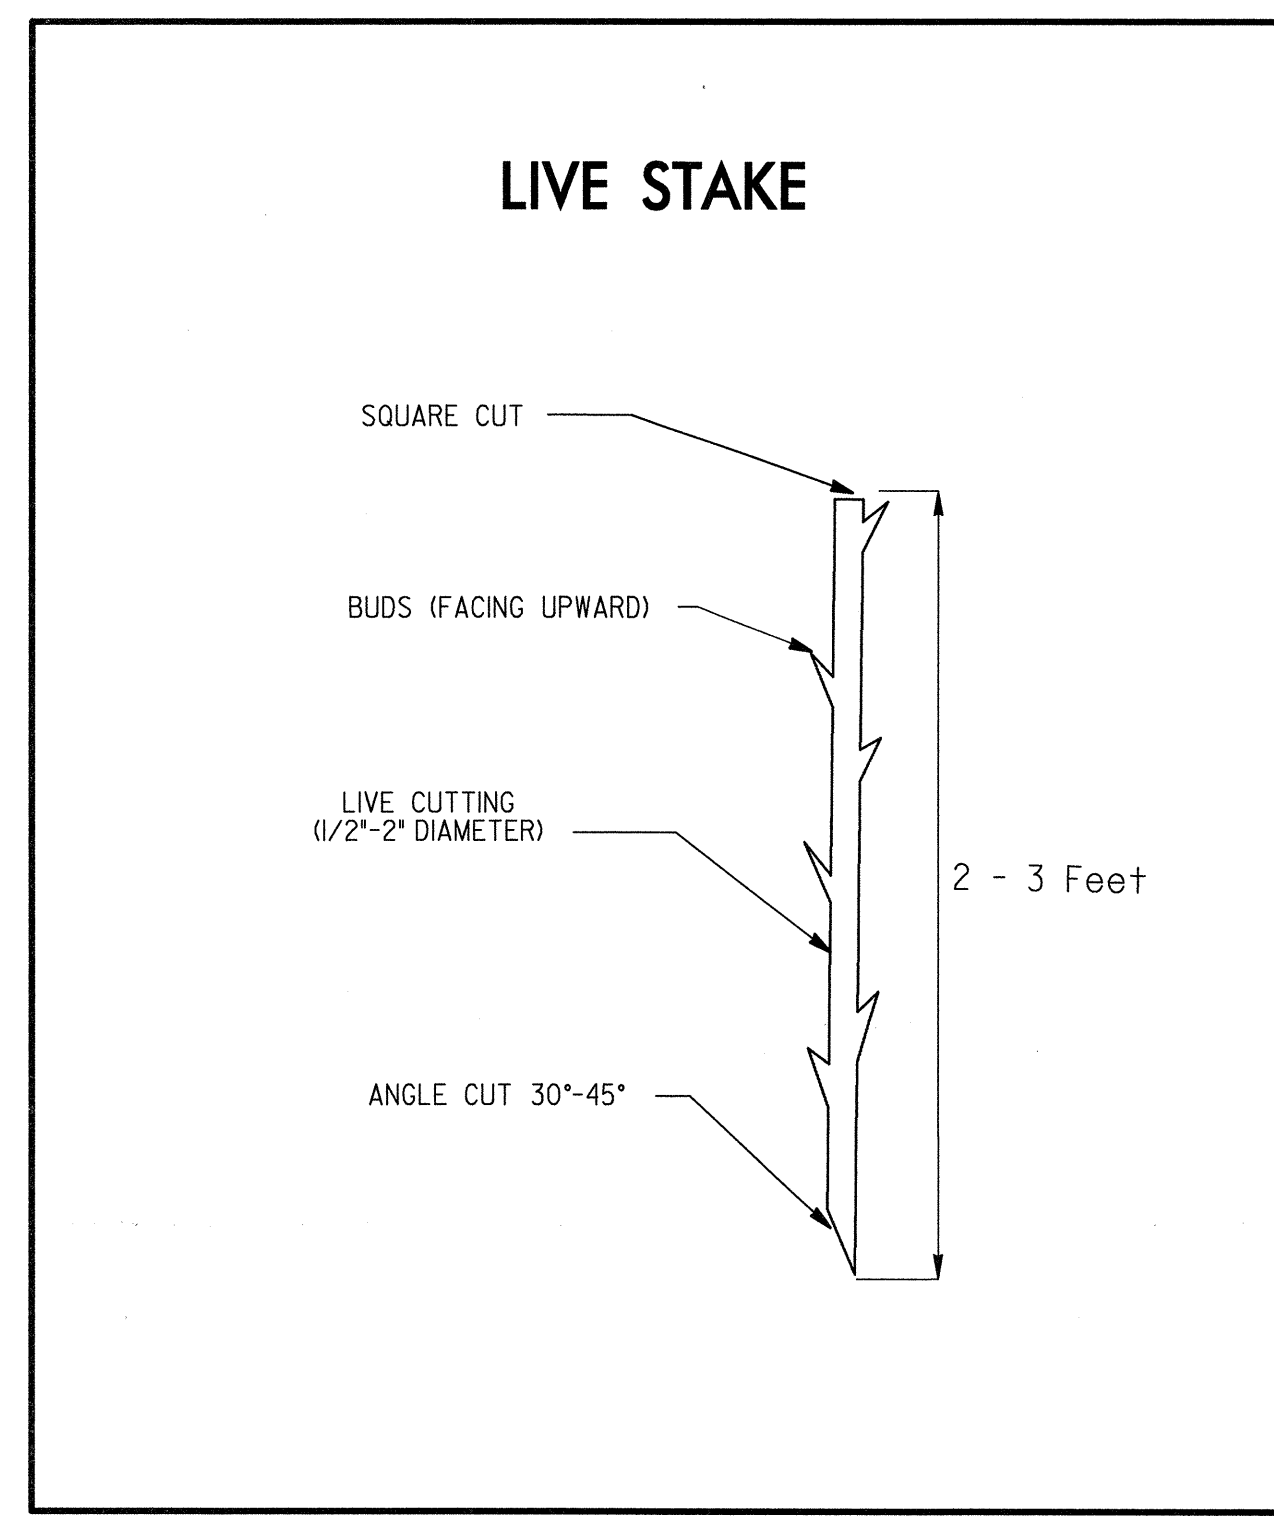 LIVE STAKE
SQUARE CUT
BUDS (FACING UPWARD)
LIVE CUTTING
(1/2"-2" DIAMETER)
2 - 3 Feet
ANGLE CUT 30°-45°